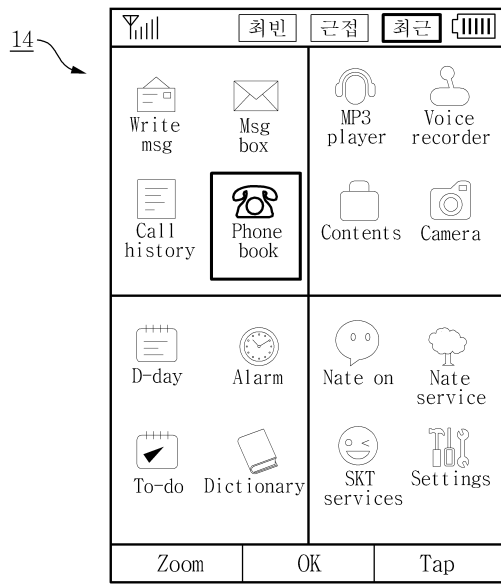 14
최빈 근접 최근
Write
msg
Msg
box
MP3
player
Voice
recorder
Call
history
Phone
book
Contents
Camera
D-day
Alarm
Nate on
Nate
service
To-do
Dictionary
SKT
services
Settings
Zoom OK Tap